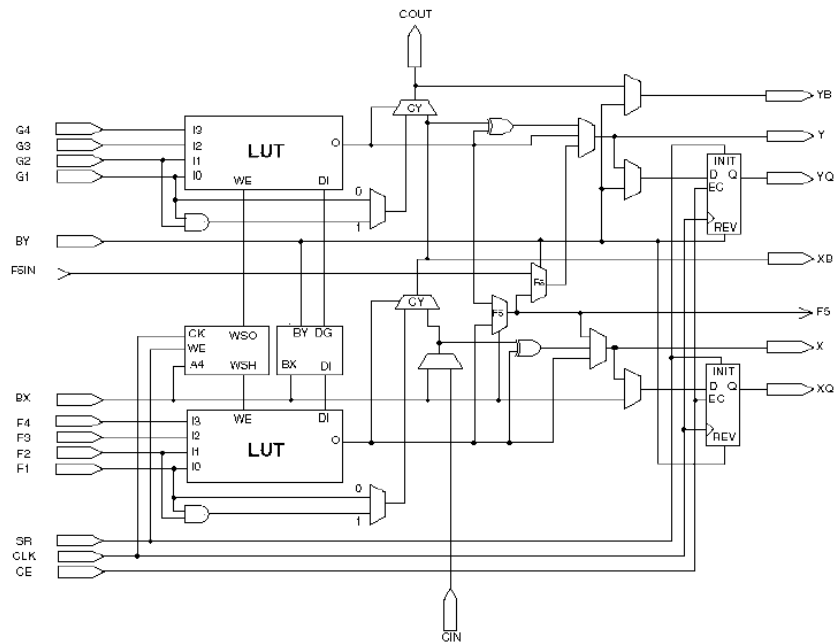 COUT
YB
G4
G3
G2
G1
I3
I2
I1
I0
LUT
O
WE
DI
CY
Y
INIT
D Q
EC
REV
YQ
0
1
BY
XB
F5IN
F6
CY
F5
F5
CK
WE
A4
WSO
WSH
BY DG
BX
DI
X
INIT
D Q
EC
REV
XQ
BX
F4
F3
F2
F1
WE
DI
I3
I2
I1
I0
LUT
O
0
1
SR
CLK
CE
CIN